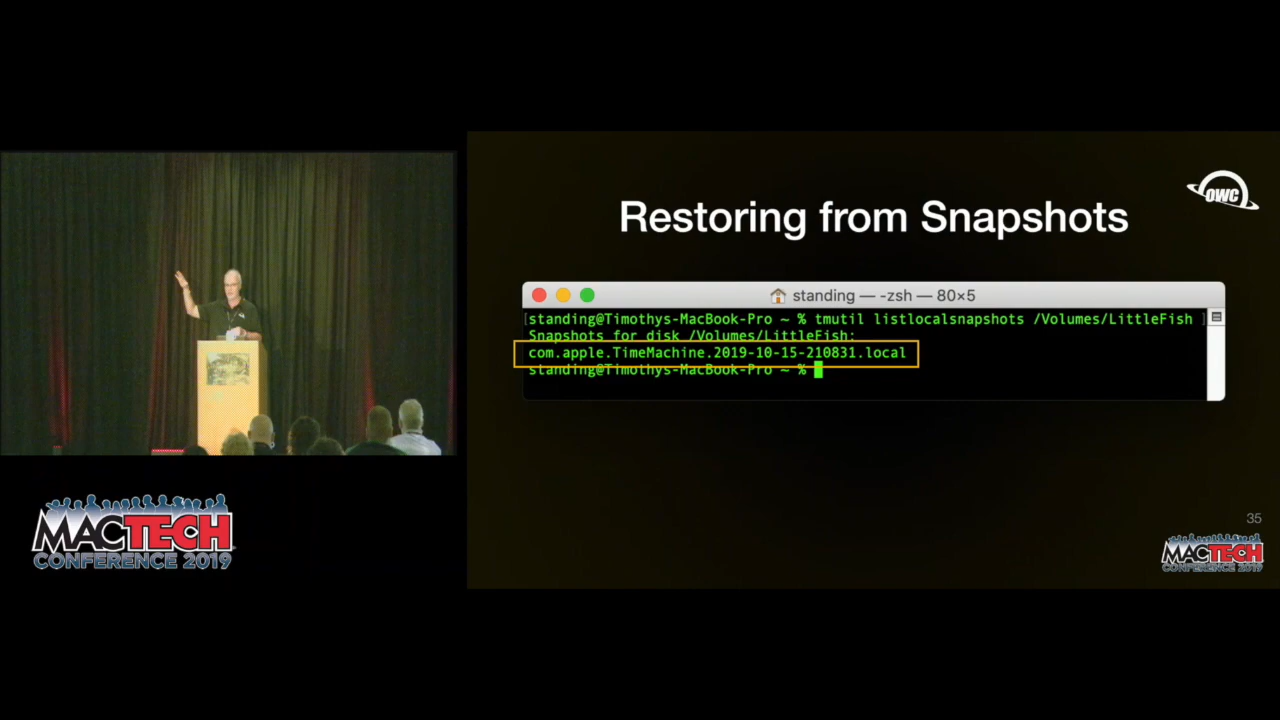 OWC
Restoring from Snapshots
standing — -zsh — 80×5
[standing@Timothys-MacBook-Pro ~ % tmutil listlocalsnapshots /Volumes/LittleFish ]
Snapshots for disk /Volumes/LittleFish:
com.apple.TimeMachine.2019-10-15-210831.local
standing@Timothys-MacBook-Pro ~ %
35
MACTECH
CONFERENCE 2019
MACTECH
CONFERENCE 2019